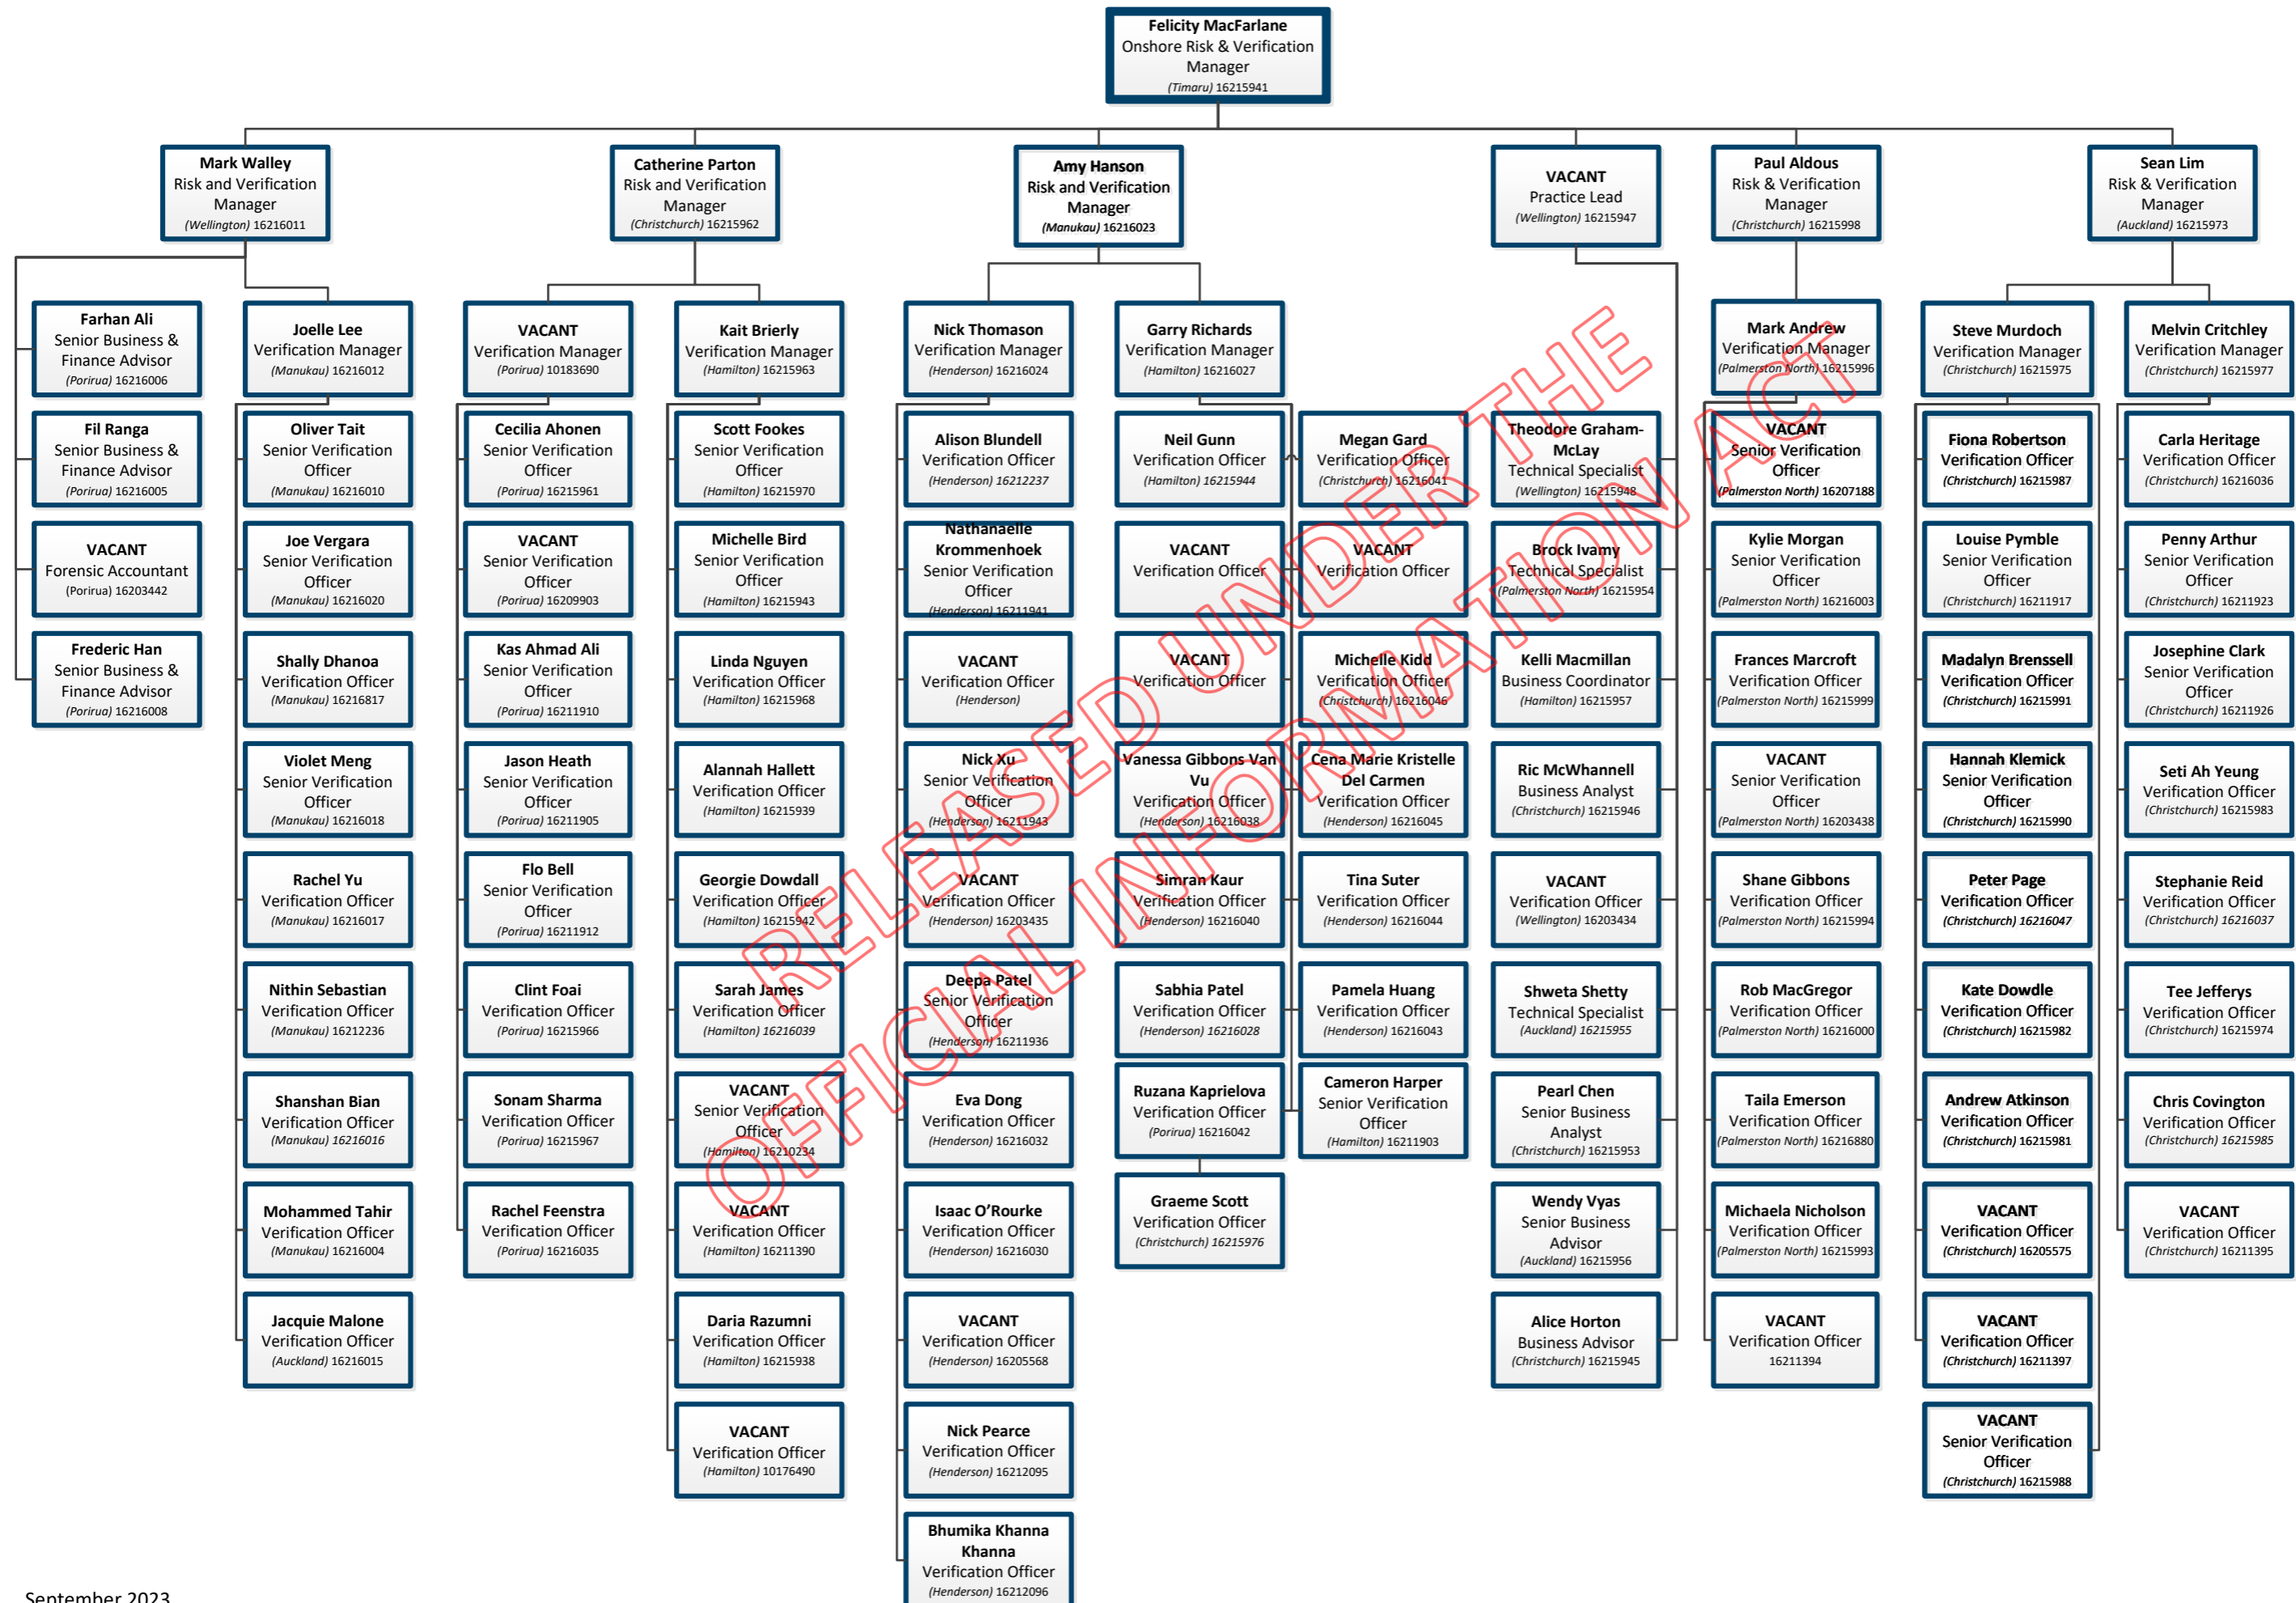 Felicity MacFarlane
Onshore Risk & Verification
Manager
(Timaru) 16215941
Mark Walley
Risk and Verification
Manager
(Wellington) 16216011
Catherine Parton
Risk and Verification
Manager
(Christchurch) 16215962
Amy Hanson
Risk and Verification
Manager
(Manukau) 16216023
VACANT
Practice Lead
(Wellington) 16215947
Paul Aldous
Risk & Verification
Manager
(Christchurch) 16215998
Sean Lim
Risk & Verification
Manager
(Auckland) 16215973
Farhan Ali
Senior Business &
Finance Advisor
(Porirua) 16216006
Fil Ranga
Senior Business &
Finance Advisor
(Porirua) 16216005
VACANT
Forensic Accountant
(Porirua) 16203442
Frederic Han
Senior Business &
Finance Advisor
(Porirua) 16216008
Joelle Lee
Verification Manager
(Manukau) 16216012
Oliver Tait
Senior Verification
Officer
(Manukau) 16216010
Joe Vergara
Senior Verification
Officer
(Manukau) 16216020
Shally Dhanoa
Verification Officer
(Manukau) 16216817
Violet Meng
Senior Verification
Officer
(Manukau) 16216018
Rachel Yu
Verification Officer
(Manukau) 16216017
Nithin Sebastian
Verification Officer
(Manukau) 16212236
Shanshan Bian
Verification Officer
(Manukau) 16216016
Mohammed Tahir
Verification Officer
(Manukau) 16216004
Jacquie Malone
Verification Officer
(Auckland) 16216015
VACANT
Verification Manager
(Porirua) 10183690
Cecilia Ahonen
Senior Verification
Officer
(Porirua) 16215961
VACANT
Senior Verification
Officer
(Porirua) 16209903
Kas Ahmad Ali
Senior Verification
Officer
(Porirua) 16211910
Jason Heath
Senior Verification
Officer
(Porirua) 16211905
Flo Bell
Senior Verification
Officer
(Porirua) 16211912
Clint Foai
Verification Officer
(Porirua) 16215966
Sonam Sharma
Verification Officer
(Porirua) 16215967
Rachel Feenstra
Verification Officer
(Porirua) 16216035
Kait Brierly
Verification Manager
(Hamilton) 16215963
Scott Fookes
Senior Verification
Officer
(Hamilton) 16215970
Michelle Bird
Senior Verification
Officer
(Hamilton) 16215943
Linda Nguyen
Verification Officer
(Hamilton) 16215968
Alannah Hallett
Verification Officer
(Hamilton) 16215939
Georgie Dowdall
Verification Officer
(Hamilton) 16215942
Sarah James
Verification Officer
(Hamilton) 16216039
VACANT
Senior Verification
Officer
(Hamilton) 16210234
VACANT
Verification Officer
(Hamilton) 16211390
Daria Razumni
Verification Officer
(Hamilton) 16215938
VACANT
Verification Officer
(Hamilton) 10176490
Nick Thomason
Verification Manager
(Henderson) 16216024
Alison Blundell
Verification Officer
(Henderson) 16212237
Nathanaelle
Krommenhoek
Senior Verification
Officer
(Henderson) 16211941
VACANT
Verification Officer
(Henderson)
Nick Xu
Senior Verification
Officer
(Henderson) 16211943
VACANT
Verification Officer
(Henderson) 16203435
Deepa Patel
Senior Verification
Officer
(Henderson) 16211936
Eva Dong
Verification Officer
(Henderson) 16216032
Isaac O'Rourke
Verification Officer
(Henderson) 16216030
VACANT
Verification Officer
(Henderson) 16205568
Nick Pearce
Verification Officer
(Henderson) 16212095
Bhumika Khanna
Khanna
Verification Officer
(Henderson) 16212096
Garry Richards
Verification Manager
(Hamilton) 16216027
Neil Gunn
Verification Officer
(Hamilton) 16215944
VACANT
Verification Officer
VACANT
Verification Officer
Vanessa Gibbons Van
Vu
Verification Officer
(Henderson) 16216038
Simran Kaur
Verification Officer
(Henderson) 16216040
Sabhia Patel
Verification Officer
(Henderson) 16216028
Ruzana Kaprielova
Verification Officer
(Porirua) 16216042
Graeme Scott
Verification Officer
(Christchurch) 16215976
Megan Gard
Verification Officer
(Christchurch) 16216041
VACANT
Verification Officer
Michelle Kidd
Verification Officer
(Christchurch) 16216046
Cena Marie Kristelle
Del Carmen
Verification Officer
(Henderson) 16216045
Tina Suter
Verification Officer
(Henderson) 16216044
Pamela Huang
Verification Officer
(Henderson) 16216043
Cameron Harper
Senior Verification
Officer
(Hamilton) 16211903
Theodore Graham-
McLay
Technical Specialist
(Wellington) 16215948
Brock Ivamy
Technical Specialist
(Palmerston North) 16215954
Kelli Macmillan
Business Coordinator
(Hamilton) 16215957
Ric McWhannell
Business Analyst
(Christchurch) 16215946
VACANT
Verification Officer
(Wellington) 16203434
Shweta Shetty
Technical Specialist
(Auckland) 16215955
Pearl Chen
Senior Business
Analyst
(Christchurch) 16215953
Wendy Vyas
Senior Business
Advisor
(Auckland) 16215956
Alice Horton
Business Advisor
(Christchurch) 16215945
Mark Andrew
Verification Manager
(Palmerston North) 16215996
VACANT
Senior Verification
Officer
(Palmerston North) 16207188
Kylie Morgan
Senior Verification
Officer
(Palmerston North) 16216003
Frances Marcroft
Verification Officer
(Palmerston North) 16215999
VACANT
Senior Verification
Officer
(Palmerston North) 16203438
Shane Gibbons
Verification Officer
(Palmerston North) 16215994
Rob MacGregor
Verification Officer
(Palmerston North) 16216000
Taila Emerson
Verification Officer
(Palmerston North) 16216880
Michaela Nicholson
Verification Officer
(Palmerston North) 16215993
VACANT
Verification Officer
16211394
Steve Murdoch
Verification Manager
(Christchurch) 16215975
Fiona Robertson
Verification Officer
(Christchurch) 16215987
Louise Pymble
Senior Verification
Officer
(Christchurch) 16211917
Madalyn Brenssell
Verification Officer
(Christchurch) 16215991
Hannah Klemick
Senior Verification
Officer
(Christchurch) 16215990
Peter Page
Verification Officer
(Christchurch) 16216047
Kate Dowdle
Verification Officer
(Christchurch) 16215982
Andrew Atkinson
Verification Officer
(Christchurch) 16215981
VACANT
Verification Officer
(Christchurch) 16205575
VACANT
Verification Officer
(Christchurch) 16211397
VACANT
Senior Verification
Officer
(Christchurch) 16215988
Melvin Critchley
Verification Manager
(Christchurch) 16215977
Carla Heritage
Verification Officer
(Christchurch) 16216036
Penny Arthur
Senior Verification
Officer
(Christchurch) 16211923
Josephine Clark
Senior Verification
Officer
(Christchurch) 16211926
Seti Ah Yeung
Verification Officer
(Christchurch) 16215983
Stephanie Reid
Verification Officer
(Christchurch) 16216037
Tee Jefferys
Verification Officer
(Christchurch) 16215974
Chris Covington
Verification Officer
(Christchurch) 16215985
VACANT
Verification Officer
(Christchurch) 16211395
RELEASED UNDER THE
OFFICIAL INFORMATION ACT
September 2023